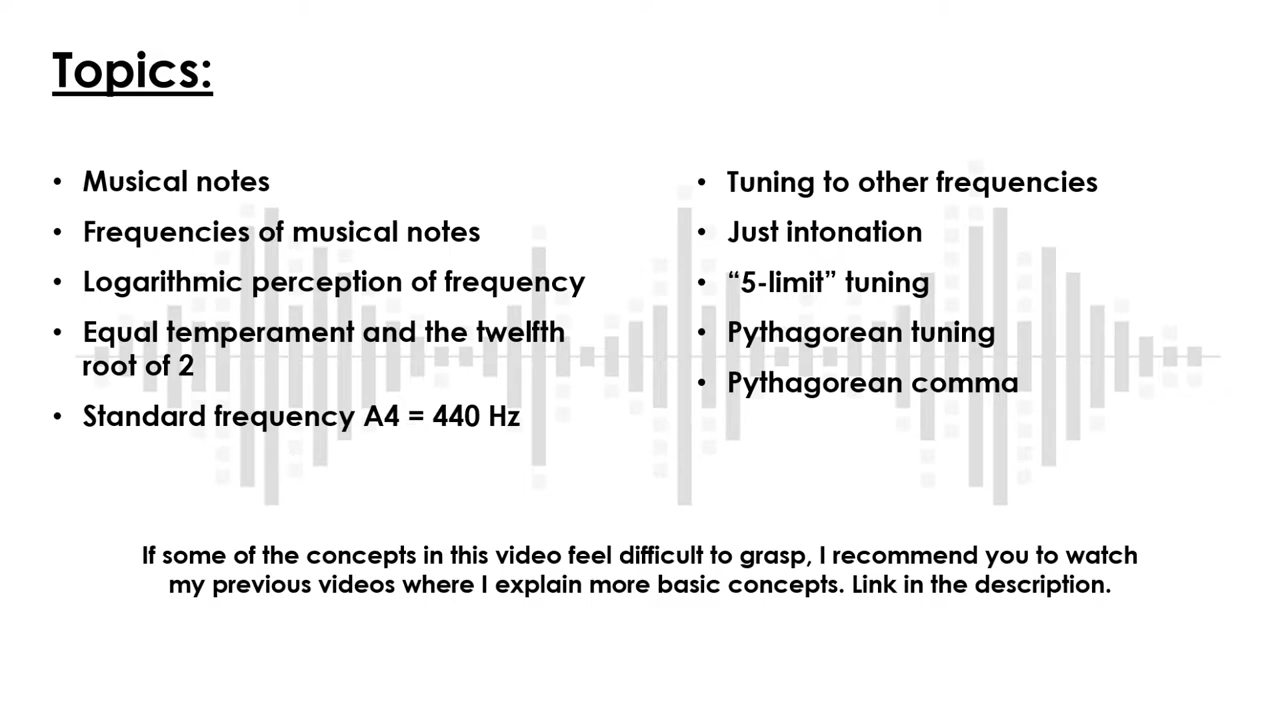 Topics:
• Musical notes
• Frequencies of musical notes
• Logarithmic perception of frequency
• Equal temperament and the twelfth
root of 2
• Standard frequency A4 = 440 Hz
• Tuning to other frequencies
• Just intonation
• “5-limit” tuning
• Pythagorean tuning
• Pythagorean comma
If some of the concepts in this video feel difficult to grasp, I recommend you to watch
my previous videos where I explain more basic concepts. Link in the description.